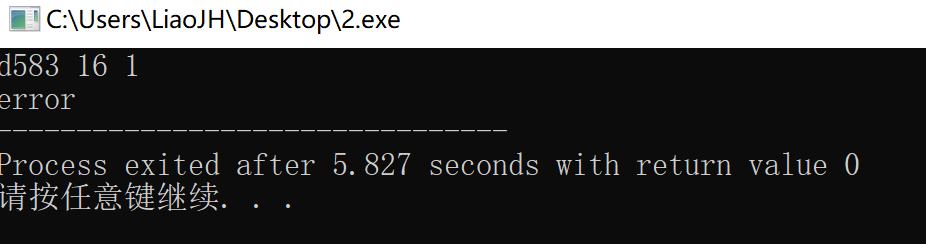 C:\Users\LiaoJH\Desktop\2.exe
d583 16 1
error
--------------------------------
Process exited after 5.827 seconds with return value 0
请按任意键继续. . .